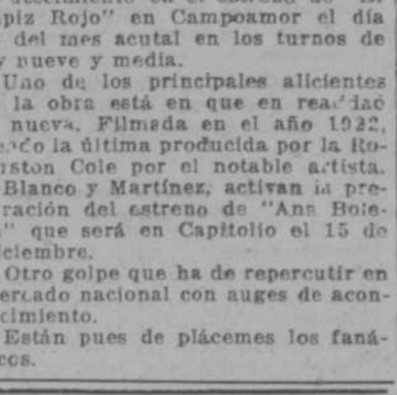 piz Rojo" en Campoamor el día
del mes acutal en los turnos de
y nueve y media.
Uno de los principales alicientes
la obra está en que en reaidac
nueva. Filmada en el año 1922,
la última producida por la Ro-
rston Cole por el notable artista.
Blanco y Martínez, activan la pre-
ración del estreno de "Ana Bole-
" que será en Capitolio el 15 de
iciembre.
Otro golpe que ha de repercutir en
ercado nacional con auges de acon-
cimiento.
Están pues de plácemes los faná-
cos.